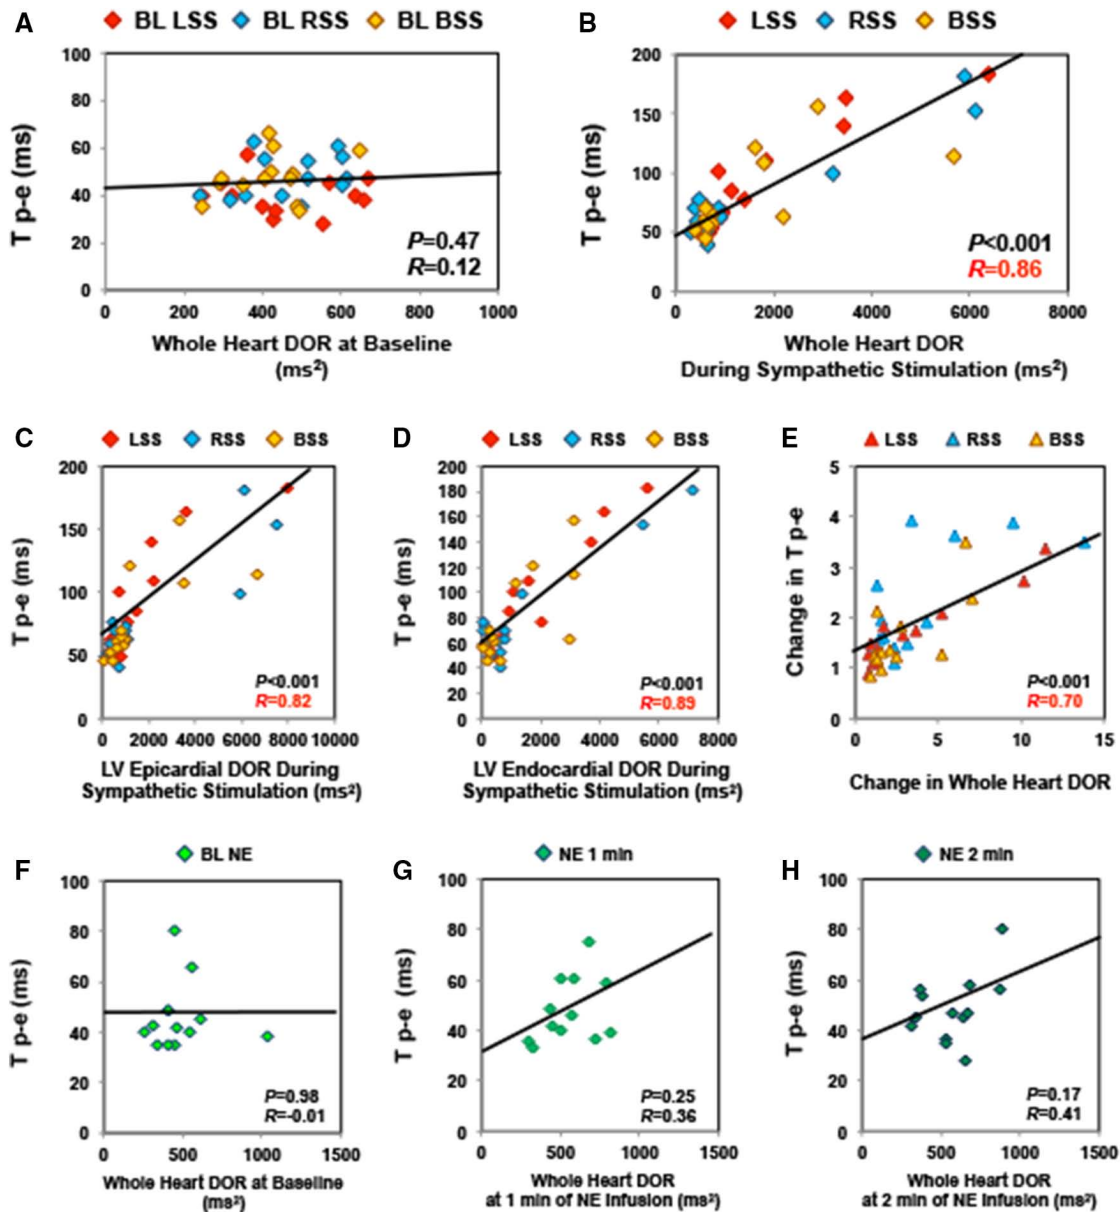 A
BL LSS BL RSS BL BSS
T p-e (ms)
100
80
60
40
20
0
P=0.47
R=0.12
0 200 400 600 800 1000
Whole Heart DOR at Baseline
(ms²)
B
LSS RSS BSS
T p-e (ms)
200
150
100
50
0
P<0.001
R=0.86
0 2000 4000 6000 8000
Whole Heart DOR
During Sympathetic Stimulation (ms²)
C
LSS RSS BSS
T p-e (ms)
200
150
100
50
0
P<0.001
R=0.82
0 2000 4000 6000 8000 10000
LV Epicardial DOR During
Sympathetic Stimulation (ms²)
D
LSS RSS BSS
T p-e (ms)
200
180
160
140
120
100
80
60
40
20
0
P<0.001
R=0.89
0 2000 4000 6000 8000
LV Endocardial DOR During
Sympathetic Stimulation (ms²)
E
LSS RSS BSS
Change in T p-e
5
4
3
2
1
0
P<0.001
R=0.70
0 5 10 15
Change in Whole Heart DOR
F
BL NE
T p-e (ms)
100
80
60
40
20
0
P=0.98
R=-0.01
0 500 1000 1500
Whole Heart DOR at Baseline
(ms²)
G
NE 1 min
T p-e (ms)
100
80
60
40
20
0
P=0.25
R=0.36
0 500 1000 1500
Whole Heart DOR
at 1 min of NE Infusion (ms²)
H
NE 2 min
T p-e (ms)
100
80
60
40
20
0
P=0.17
R=0.41
0 500 1000 1500
Whole Heart DOR
at 2 min of NE Infusion (ms²)